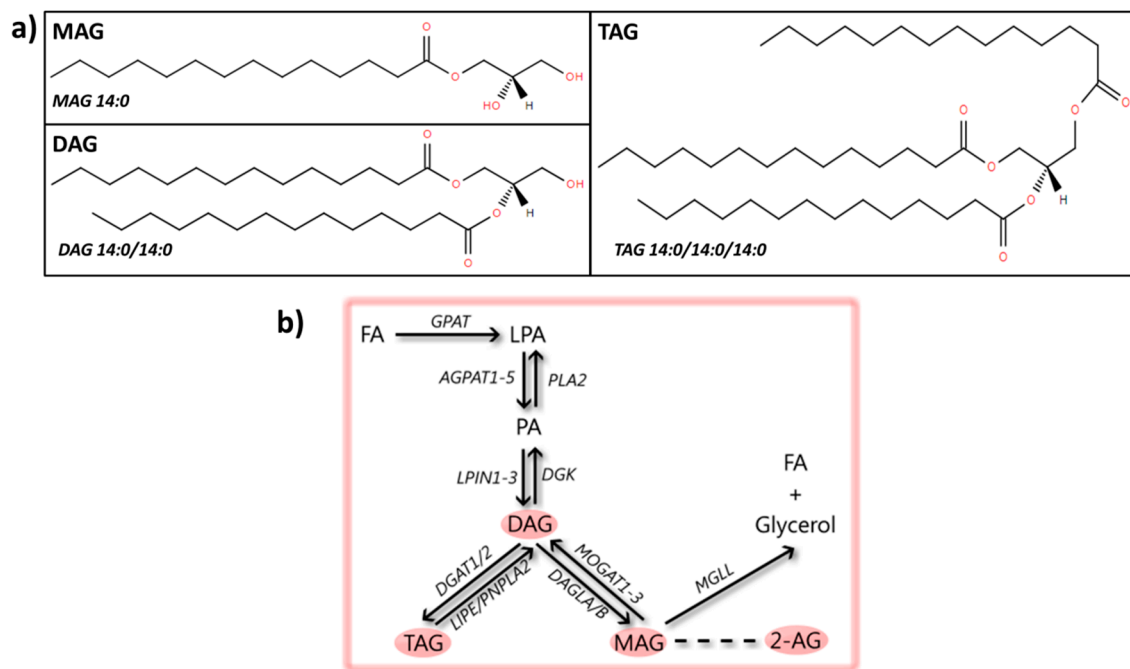 a)
MAG
O
O
OH
HO
H
MAG 14:0
DAG
O
O
OH
O
H
O
DAG 14:0/14:0
TAG
O
O
O
O
O
H
O
TAG 14:0/14:0/14:0
b)
FA
GPAT
LPA
AGPAT1-5
PLA2
PA
LPIN1-3
DGK
FA
+
Glycerol
DAG
DGAT1/2
LIPE/PNPLA2
MOGAT1-3
DAGLA/B
MGLL
TAG
MAG
2-AG